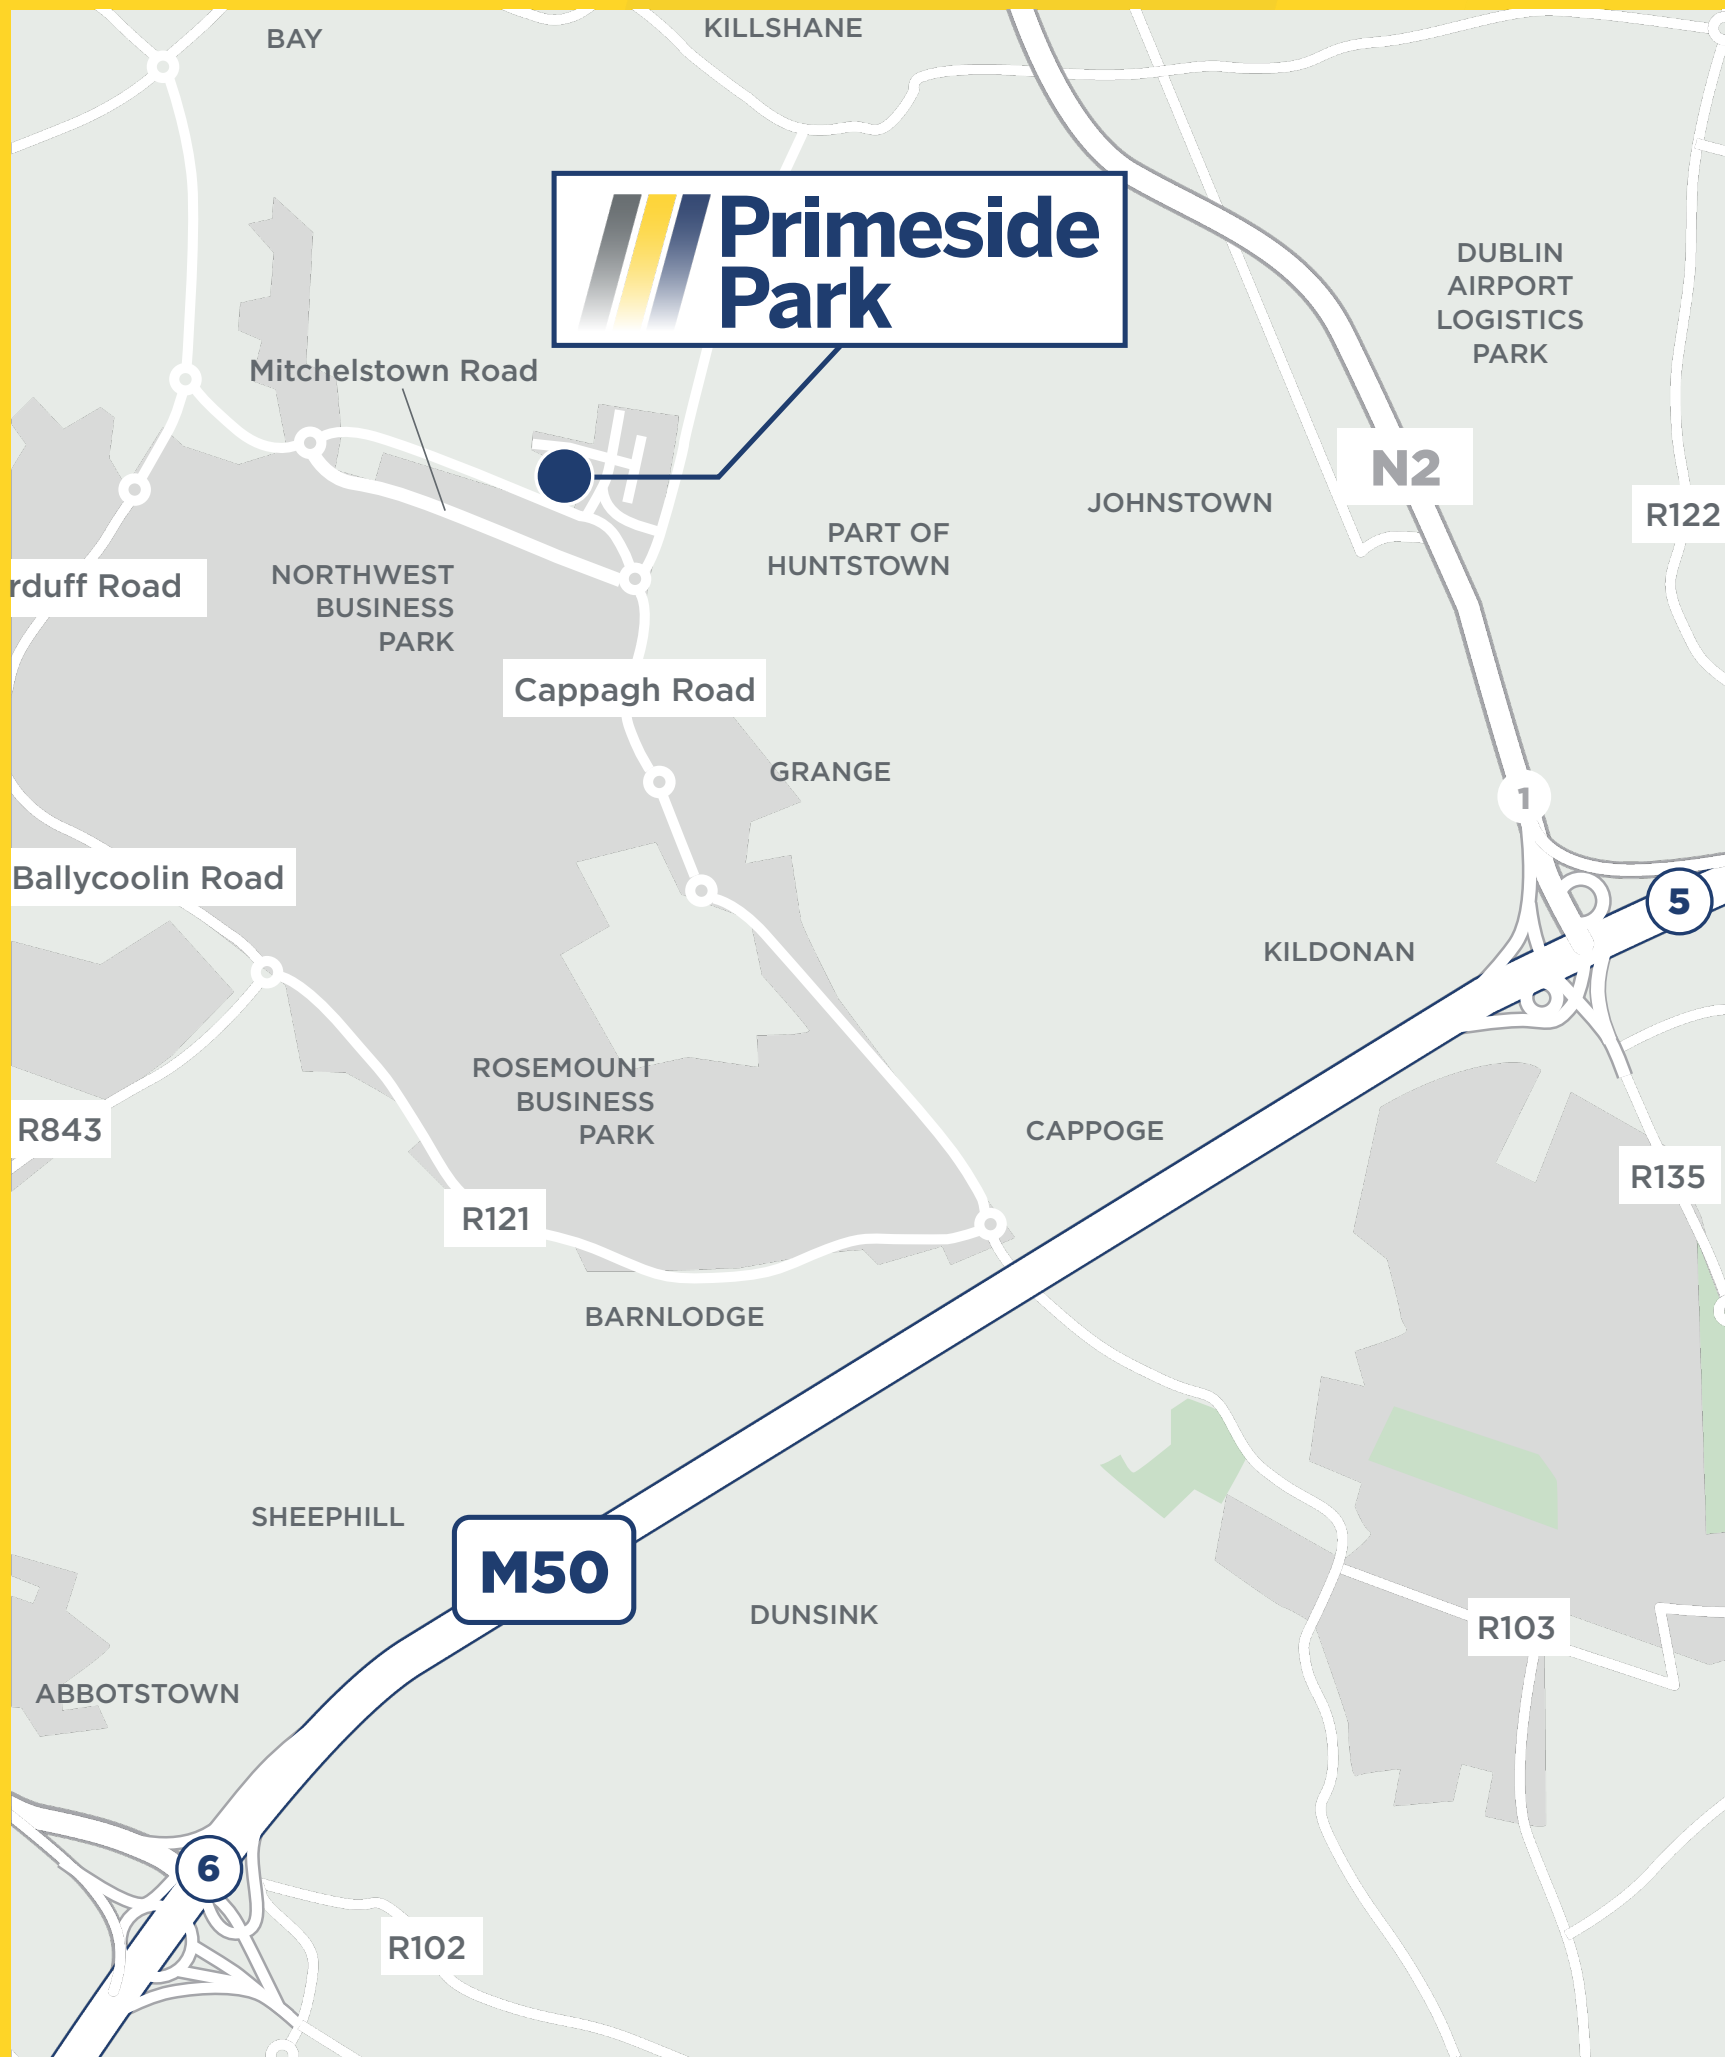 BAY
KILLSHANE
Primeside
Park
DUBLIN
AIRPORT
LOGISTICS
PARK
Mitchelstown Road
N2
JOHNSTOWN
R122
PART OF
HUNTSTOWN
rduff Road
NORTHWEST
BUSINESS
PARK
Cappagh Road
GRANGE
1
Ballycoolin Road
5
KILDONAN
ROSEMOUNT
BUSINESS
PARK
R843
CAPPOGE
R135
R121
BARNLODGE
SHEEPHILL
M50
DUNSINK
R103
ABBOTSTOWN
6
R102